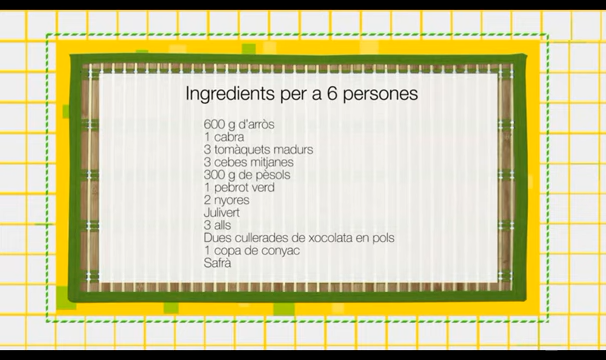 Ingredients per a 6 persones
600 g d'arròs
1 cabra
3 tomàquets madurs
3 cebes mitjanes
300 g de pèsols
1 pebrot verd
2 nyores
Julivert
3 alls
Dues cullerades de xocolata en pols
1 copa de conyac
Safrà